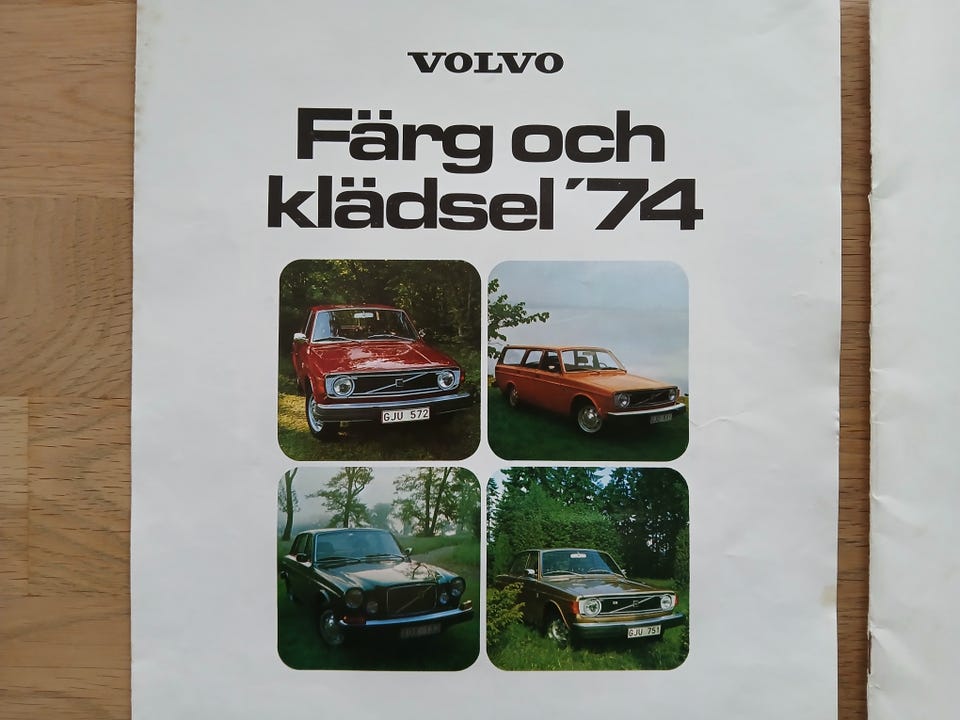 VOLVO
Färg och
klädsel ’74
GJU 572
GJU 751